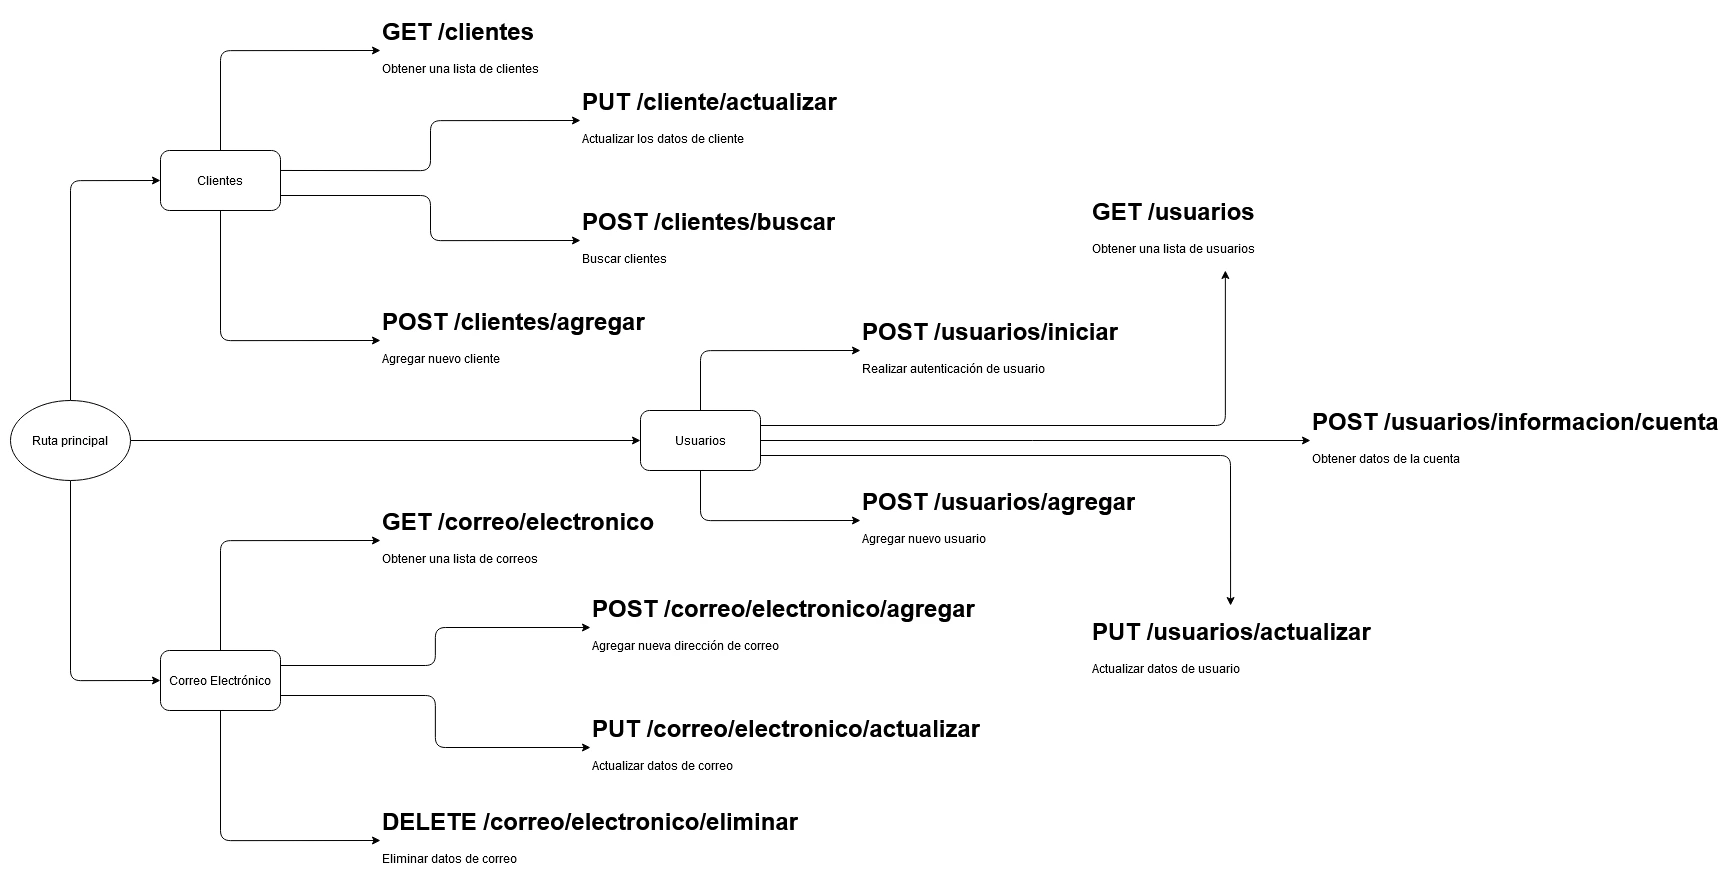 GET /clientes
Obtener una lista de clientes
PUT /cliente/actualizar
Actualizar los datos de cliente
Clientes
POST /clientes/buscar
Buscar clientes
POST /clientes/agregar
Agregar nuevo cliente
Ruta principal
GET /usuarios
Obtener una lista de usuarios
POST /usuarios/iniciar
Realizar autenticación de usuario
Usuarios
POST /usuarios/informacion/cuenta
Obtener datos de la cuenta
POST /usuarios/agregar
Agregar nuevo usuario
PUT /usuarios/actualizar
Actualizar datos de usuario
GET /correo/electronico
Obtener una lista de correos
POST /correo/electronico/agregar
Agregar nueva dirección de correo
Correo Electrónico
PUT /correo/electronico/actualizar
Actualizar datos de correo
DELETE /correo/electronico/eliminar
Eliminar datos de correo